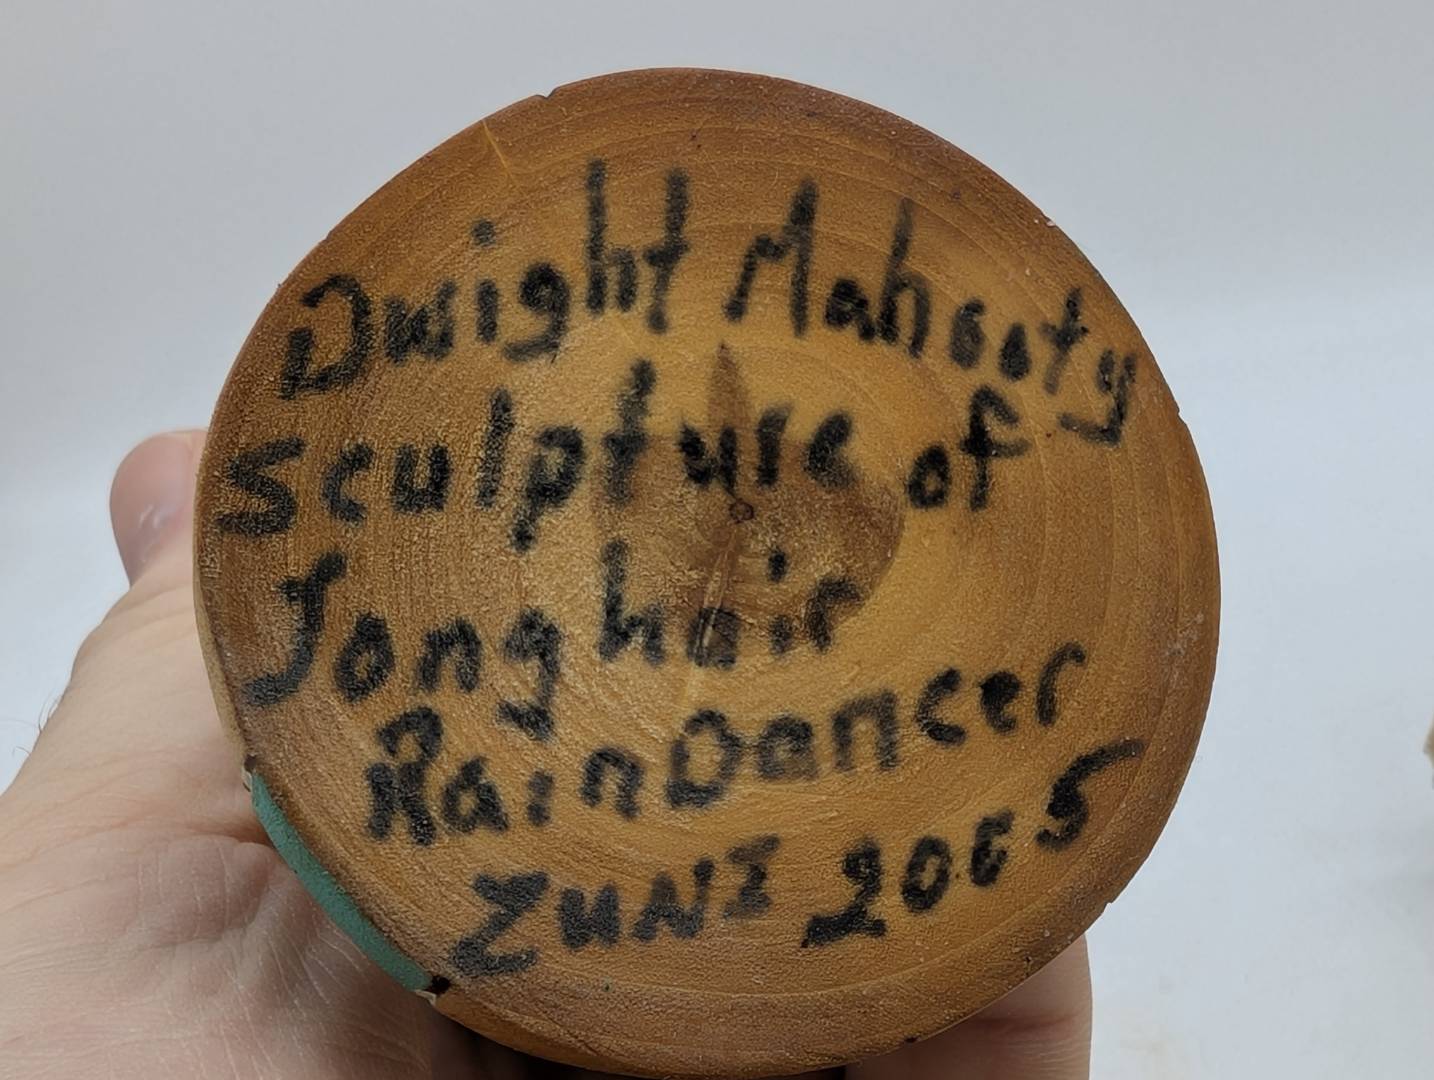 Dwight Mahooty
sculpture of
Longhair
RainDancer
ZUNI 2005